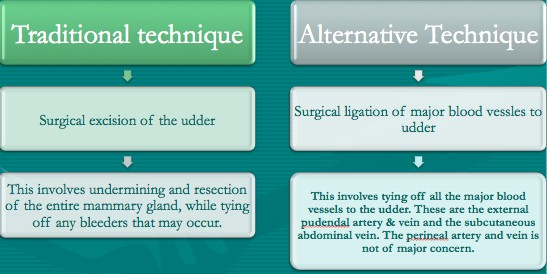 Traditional technique
Surgical excision of the udder
This involves undermining and resection
of the entire mammary gland, while tying
off any bleeders that may occur.
Alternative Technique
Surgical ligation of major blood vessles to
udder
This involves tying off all the major blood
vessels to the udder. These are the external
pudendal artery & vein and the subcutaneous
abdominal vein. The perineal artery and vein is
not of major concern.